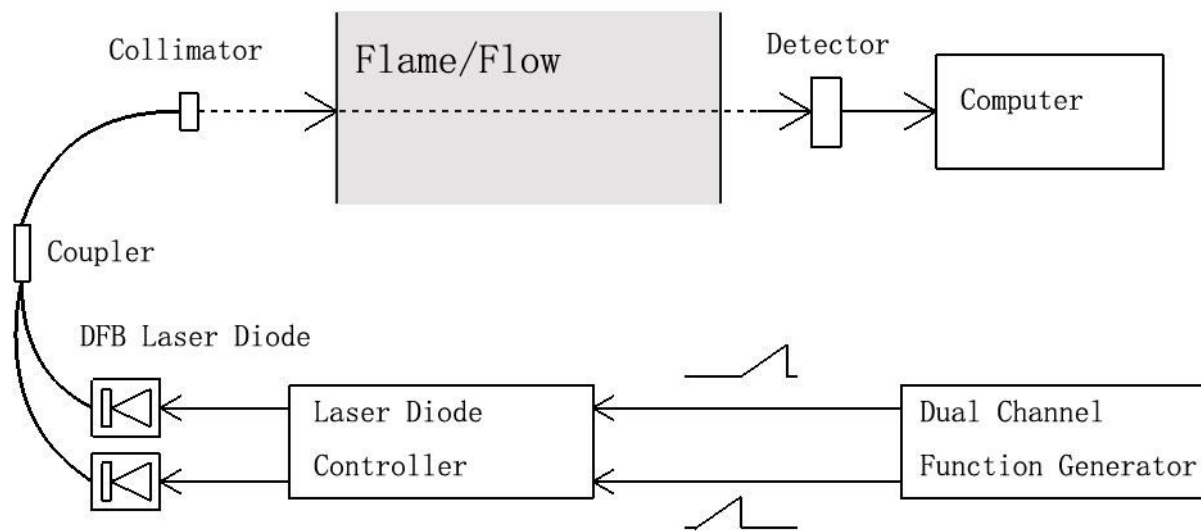 Collimator
Flame/Flow
Detector
Computer
Coupler
DFB Laser Diode
Laser Diode
Controller
Dual Channel
Function Generator